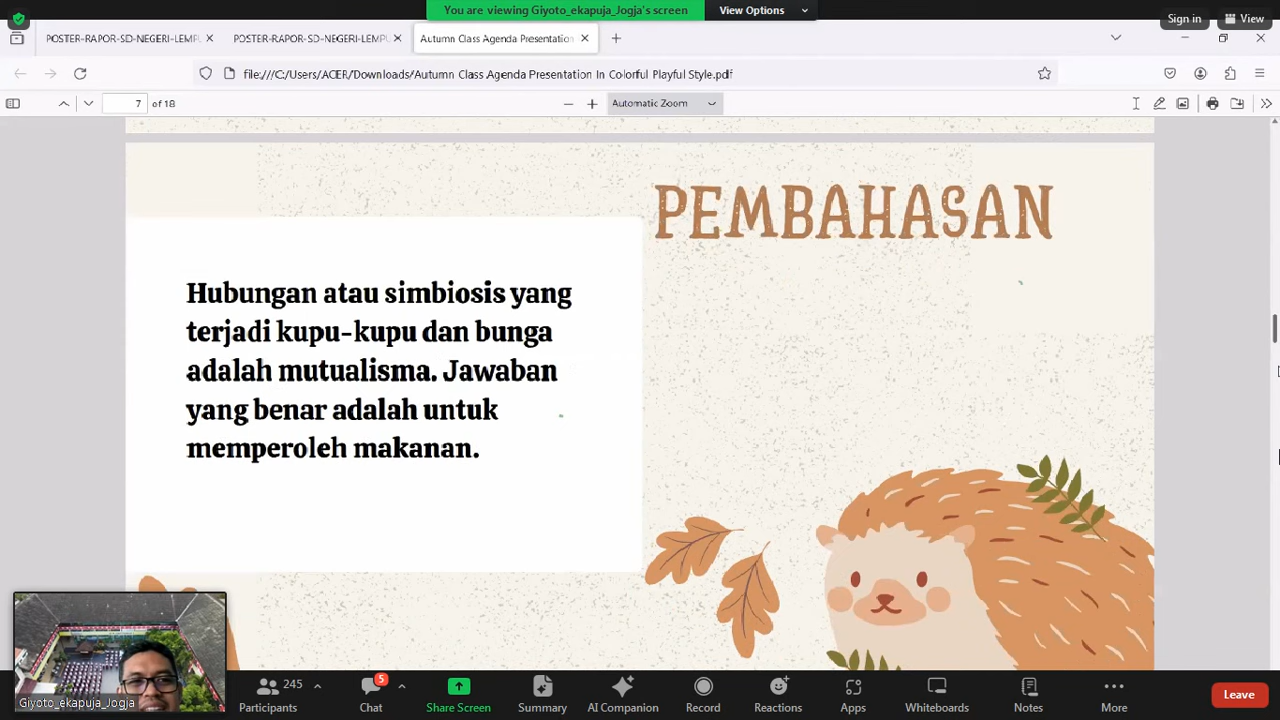 You are viewing Giyoto_ekapuja_Jogja's screen
View Options
Sign in
View
POSTER-RAPOR-SD-NEGERI-LEMPU
POSTER-RAPOR-SD-NEGERI-LEMPU
Autumn Class Agenda Presentation
file:///C:/Users/ACER/Downloads/Autumn Class Agenda Presentation In Colorful Playful Style.pdf
7 of 18
Automatic Zoom
PEMBAHASAN
Hubungan atau simbiosis yang
terjadi kupu-kupu dan bunga
adalah mutualisma. Jawaban
yang benar adalah untuk
memperoleh makanan.
Giyoto_ekapuja_Jogja
245
5
Participants
Chat
Share Screen
Summary
AI Companion
Record
Reactions
Apps
Whiteboards
Notes
More
Leave